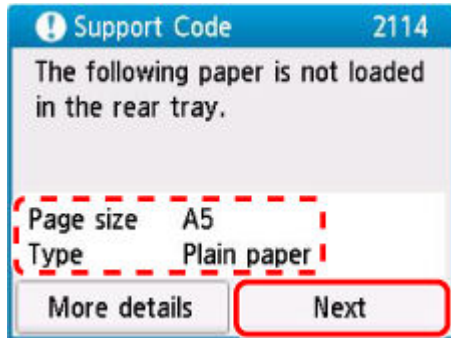 Support Code 2114
The following paper is not loaded
in the rear tray.
Page size A5
Type Plain paper
More details Next